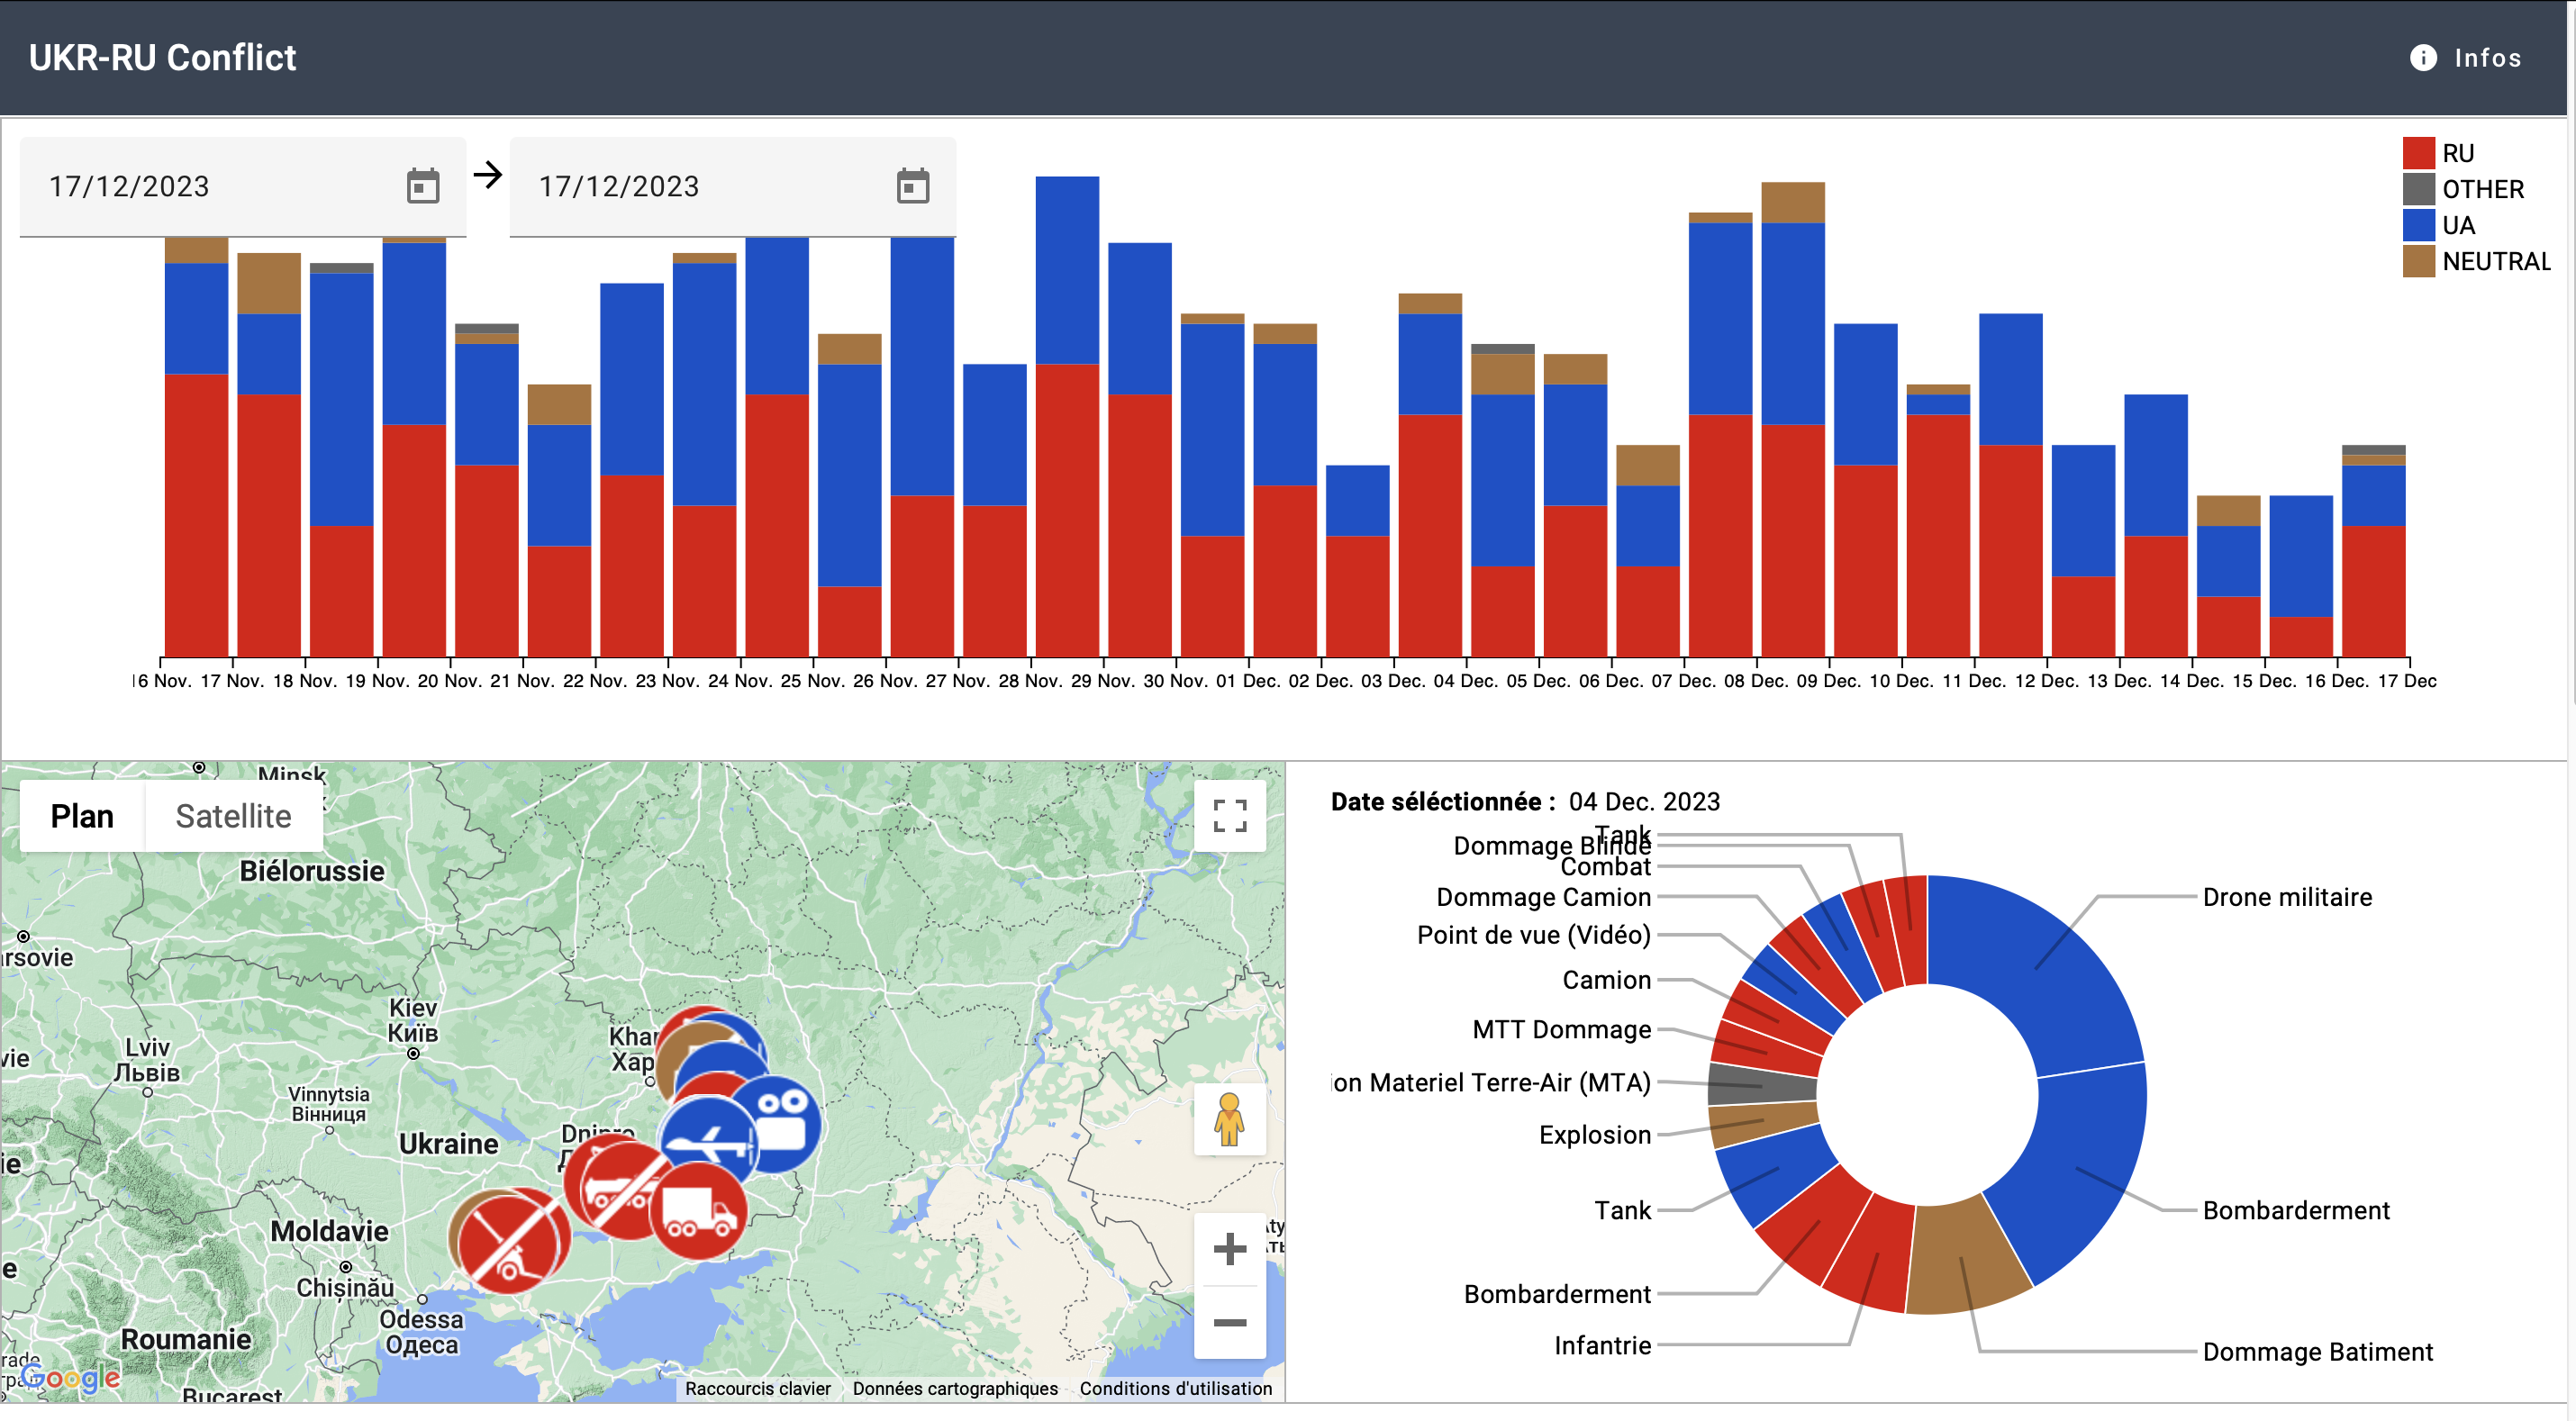 UKR-RU Conflict
Infos
17/12/2023
17/12/2023
RU
OTHER
UA
NEUTRAL
16 Nov. 17 Nov. 18 Nov. 19 Nov. 20 Nov. 21 Nov. 22 Nov. 23 Nov. 24 Nov. 25 Nov. 26 Nov. 27 Nov. 28 Nov. 29 Nov. 30 Nov. 01 Dec. 02 Dec. 03 Dec. 04 Dec. 05 Dec. 06 Dec. 07 Dec. 08 Dec. 09 Dec. 10 Dec. 11 Dec. 12 Dec. 13 Dec. 14 Dec. 15 Dec. 16 Dec. 17 Dec
Minsk
Plan
Satellite
Biélorussie
rsovie
Kiev
Київ
Lviv
Львів
vie
Khar
Хар
Vinnytsia
Вінниця
Ukraine
Dnipro
ie
Moldavie
Chișinău
e
Odessa
Одеса
Roumanie
rade
Google
Bucarest
Raccourcis clavier
Données cartographiques
Conditions d'utilisation
Date séléctionnée : 04 Dec. 2023
Tank
Dommage Blindé
Combat
Dommage Camion
Point de vue (Vidéo)
Camion
MTT Dommage
ion Materiel Terre-Air (MTA)
Explosion
Tank
Bombarderment
Infantrie
Drone militaire
Bombarderment
Dommage Batiment